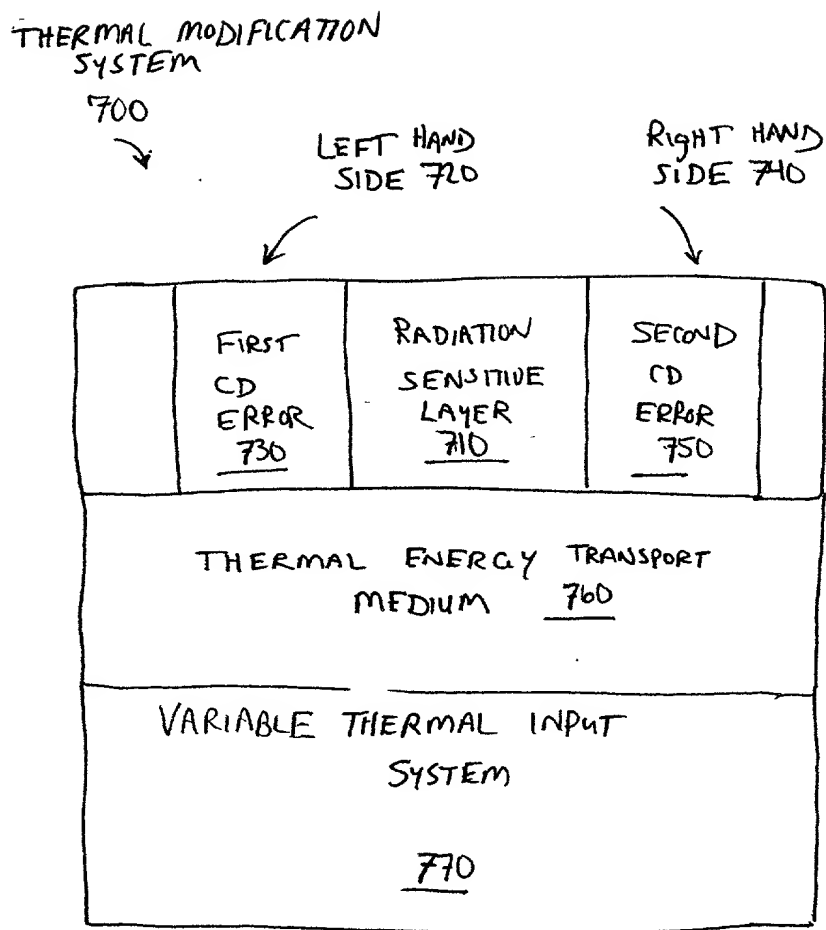 THERMAL MODIFICATION
SYSTEM
700
LEFT HAND
SIDE 720
RIGHT HAND
SIDE 740
FIRST
CD
ERROR
730
RADIATION
SENSITIVE
LAYER
710
SECOND
CD
ERROR
750
THERMAL ENERGY TRANSPORT
MEDIUM 760
VARIABLE THERMAL INPUT
SYSTEM
770